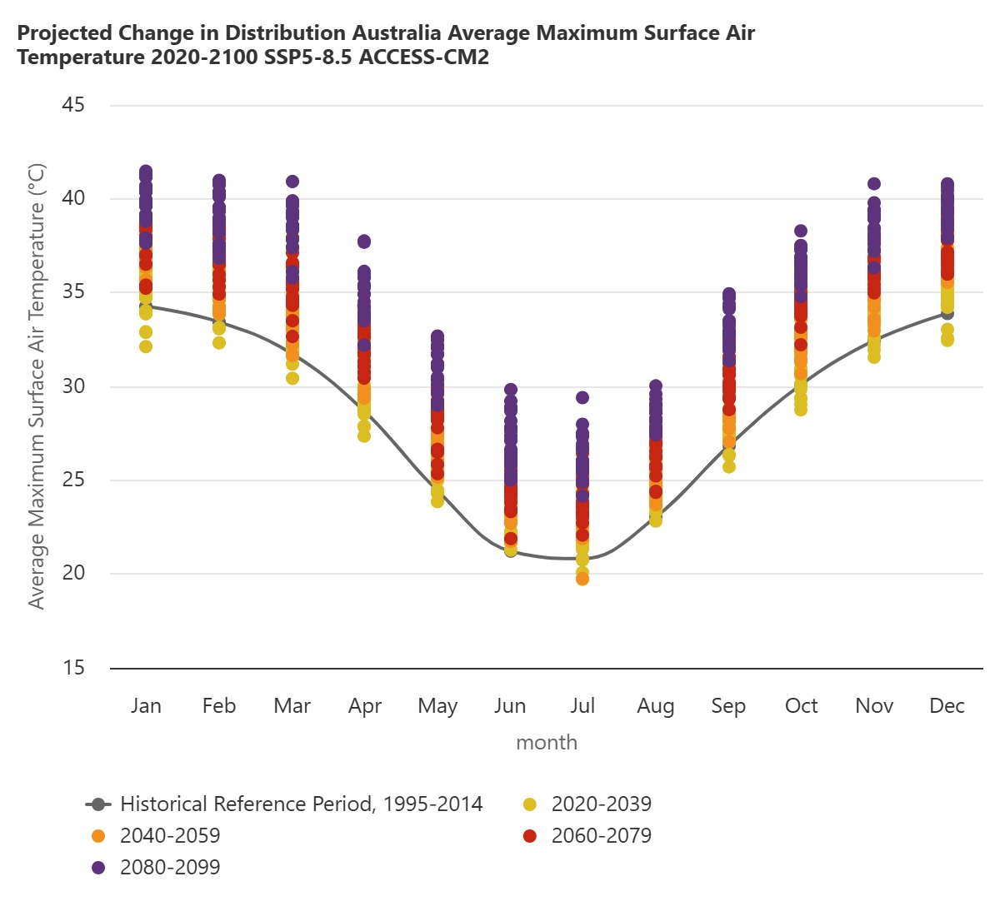 Projected Change in Distribution Australia Average Maximum Surface Air
Temperature 2020-2100 SSP5-8.5 ACCESS-CM2
45
40
35
30
25
20
15
Average Maximum Surface Air Temperature (°C)
Jan Feb Mar Apr May Jun Jul Aug Sep Oct Nov Dec
month
Historical Reference Period, 1995-2014 2020-2039
2040-2059 2060-2079
2080-2099